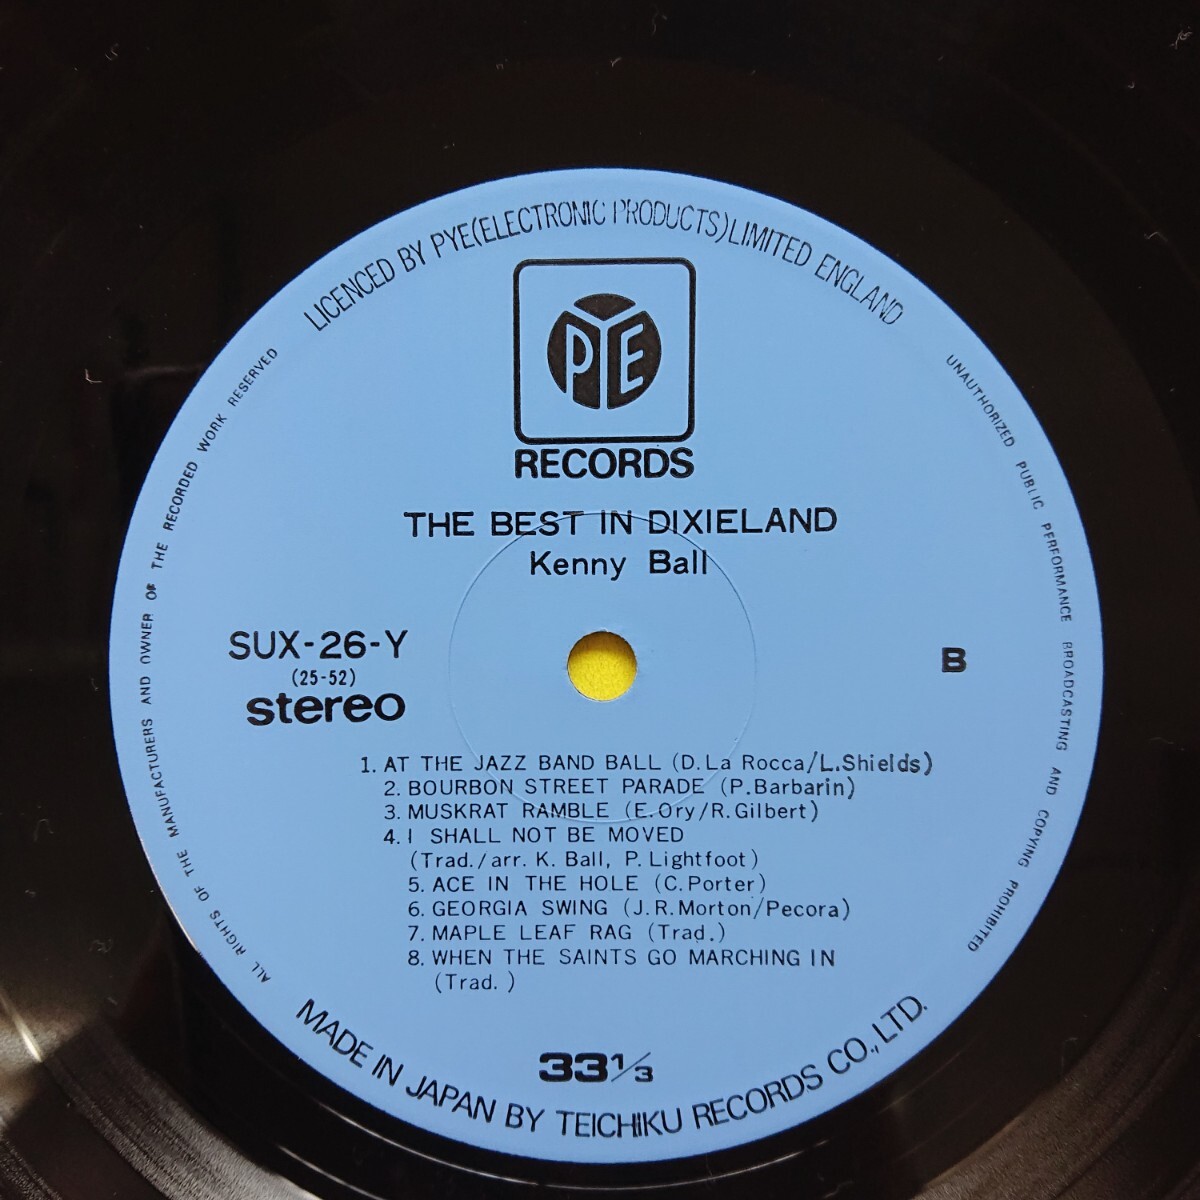 LICENCED BY PYE(ELECTRONIC PRODUCTS)LIMITED ENGLAND
PYE
RECORDS
THE BEST IN DIXIELAND
Kenny Ball
SUX-26-Y
(25-52)
stereo
B
1. AT THE JAZZ BAND BALL (D.La Rocca/L.Shields)
2. BOURBON STREET PARADE (P.Barbarin)
3. MUSKRAT RAMBLE (E.Ory/R.Gilbert)
4. I SHALL NOT BE MOVED
(Trad./arr. K. Ball, P. Lightfoot)
5. ACE IN THE HOLE (C.Porter)
6. GEORGIA SWING (J.R.Morton/Pecora)
7. MAPLE LEAF RAG (Trad.)
8. WHEN THE SAINTS GO MARCHING IN
(Trad. )
33 1/3
MADE IN JAPAN BY TEICHIKU RECORDS CO., LTD.
ALL RIGHTS OF THE MANUFACTURERS AND OWNER OF THE RECORDED WORK RESERVED
UNAUTHORIZED PUBLIC PERFORMANCE BROADCASTING AND COPYING PROHIBITED